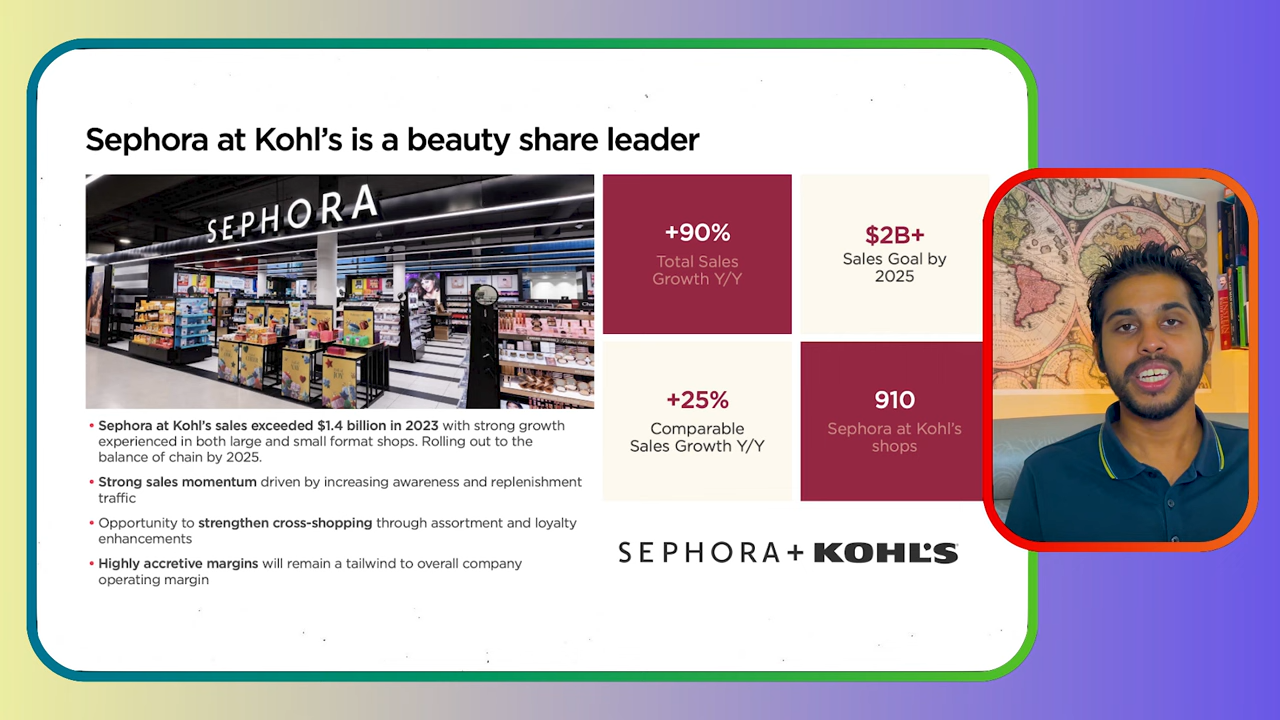 Sephora at Kohl's is a beauty share leader
SEPHORA
• Sephora at Kohl's sales exceeded $1.4 billion in 2023 with strong growth
experienced in both large and small format shops. Rolling out to the
balance of chain by 2025.
• Strong sales momentum driven by increasing awareness and replenishment
traffic
• Opportunity to strengthen cross-shopping through assortment and loyalty
enhancements
• Highly accretive margins will remain a tailwind to overall company
operating margin
+90%
Total Sales
Growth Y/Y
$2B+
Sales Goal by
2025
+25%
Comparable
Sales Growth Y/Y
910
Sephora at Kohl's
shops
SEPHORA + KOHL'S